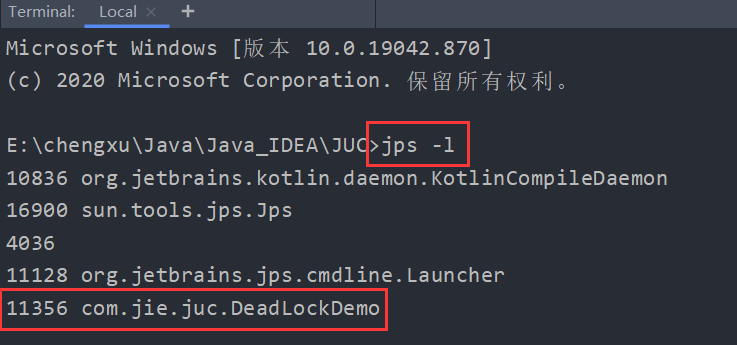 Terminal: Local × +
Microsoft Windows [版本 10.0.19042.870]
(c) 2020 Microsoft Corporation. 保留所有权利。
E:\chengxu\Java\Java_IDEA\JUC>jps -l
10836 org.jetbrains.kotlin.daemon.KotlinCompileDaemon
16900 sun.tools.jps.Jps
4036
11128 org.jetbrains.jps.cmdline.Launcher
11356 com.jie.juc.DeadLockDemo